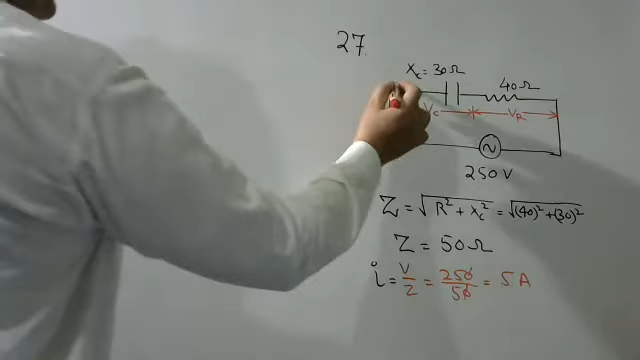 27.
Xc = 30Ω
40Ω
Vc
VR
250 V
Z = √R² + Xc² = √(40)² + (30)²
Z = 50Ω
i = V/Z = 250/50 = 5 A